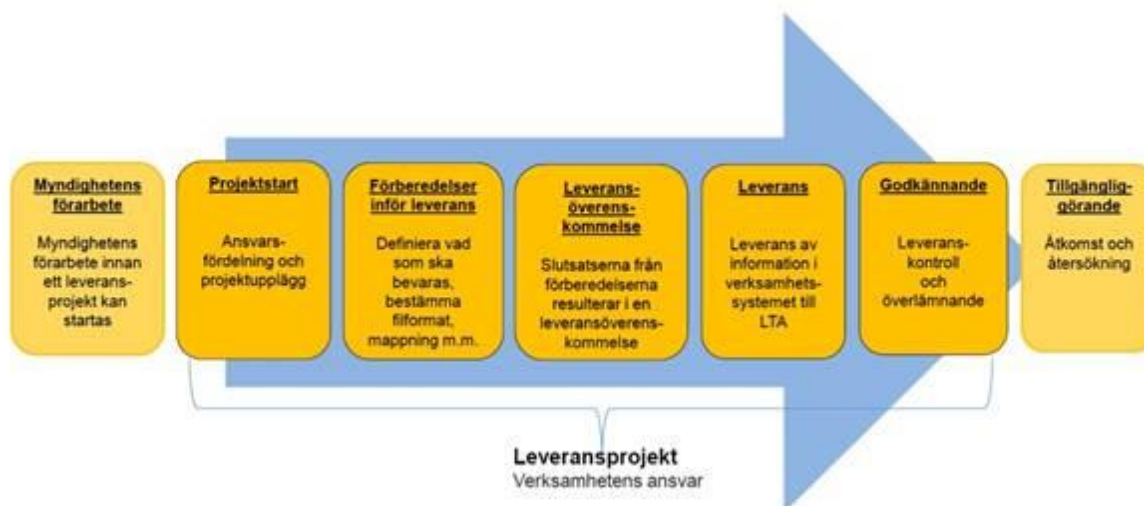 Myndighetens
förarbete
Myndighetens
förarbete innan
ett leverans-
projekt kan
startas
Projektstart
Ansvars-
fördelning och
projektupplägg
Förberedelser
inför leverans
Definiera vad
som ska
bevaras,
bestämma
filformat,
mappning m.m.
Leverans-
överens-
kommelse
Slutsatserna från
förberedelserna
resulterar i en
leveransöverens-
kommelse
Leverans
Leverans av
information i
verksamhets-
systemet till
LTA
Godkännande
Leverans-
kontroll
och
överlämnande
Tillgänglig-
görande
Åtkomst och
återsökning
Leveransprojekt
Verksamhetens ansvar